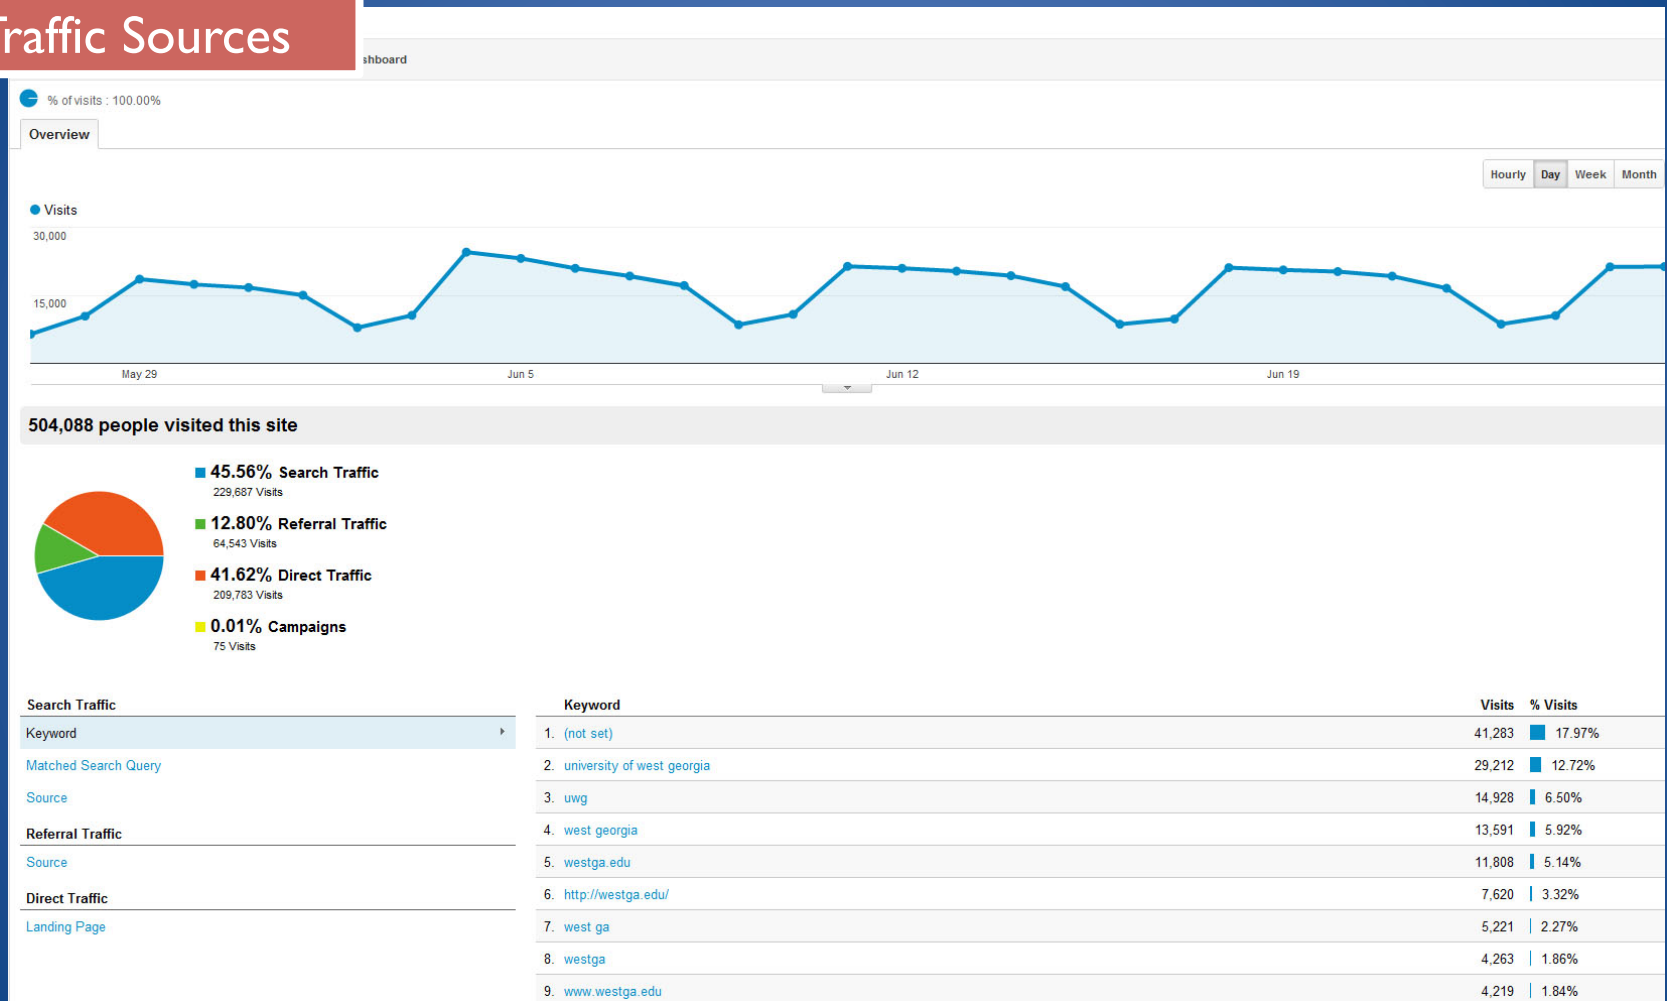 raffic Sources
shboard
% of visits : 100.00%
Overview
Hourly Day Week Month
Visits
30,000
15,000
May 29 Jun 5 Jun 12 Jun 19
504,088 people visited this site
45.56% Search Traffic
229,687 Visits
12.80% Referral Traffic
64,543 Visits
41.62% Direct Traffic
209,783 Visits
0.01% Campaigns
75 Visits
Search Traffic
Keyword
Matched Search Query
Source
Referral Traffic
Source
Direct Traffic
Landing Page
Keyword Visits % Visits
1. (not set) 41,283 17.97%
2. university of west georgia 29,212 12.72%
3. uwg 14,928 6.50%
4. west georgia 13,591 5.92%
5. westga.edu 11,808 5.14%
6. http://westga.edu/ 7,620 3.32%
7. west ga 5,221 2.27%
8. westga 4,263 1.86%
9. www.westga.edu 4,219 1.84%